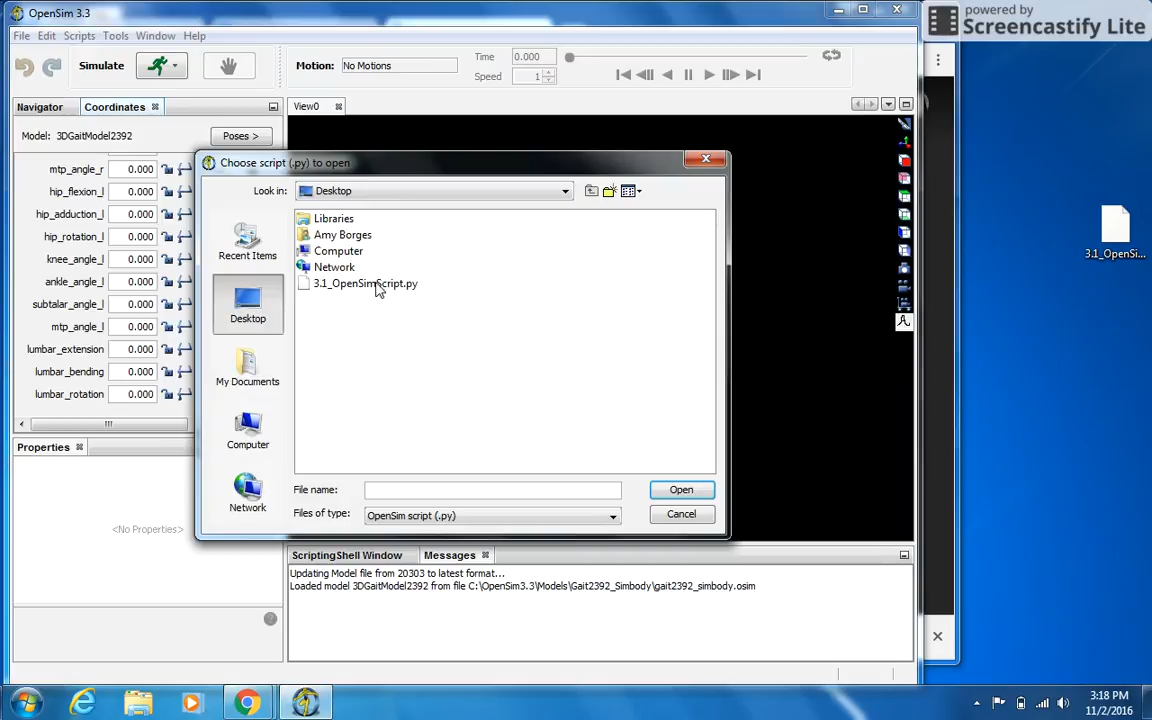 OpenSim 3.3
powered by
Screencastify Lite
File Edit Scripts Tools Window Help
Simulate
Motion: No Motions
Time 0.000
Speed 1
Navigator Coordinates
View0
Model: 3DGaitModel2392 Poses >
mtp_angle_r 0.000
hip_flexion_l 0.000
hip_adduction_l 0.000
hip_rotation_l 0.000
knee_angle_l 0.000
ankle_angle_l 0.000
subtalar_angle_l 0.000
mtp_angle_l 0.000
lumbar_extension 0.000
lumbar_bending 0.000
lumbar_rotation 0.000
Choose script (.py) to open
Look in: Desktop
Recent Items
Desktop
My Documents
Computer
Network
Libraries
Amy Borges
Computer
Network
3.1_OpenSimScript.py
File name:
Open
Files of type: OpenSim script (.py)
Cancel
3.1_OpenSi...
Properties
<No Properties>
ScriptingShell Window Messages
Updating Model file from 20303 to latest format...
Loaded model 3DGaitModel2392 from file C:\OpenSim3.3\Models\Gait2392_Simbody\gait2392_simbody.osim
3:18 PM
11/2/2016